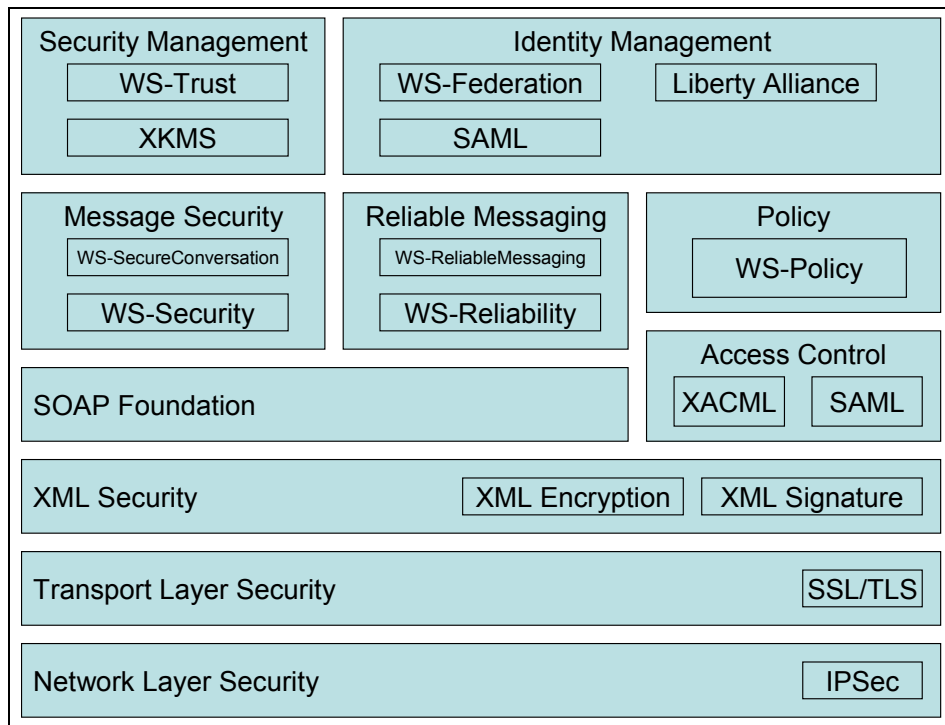 Security Management
WS-Trust
XKMS
Identity Management
WS-Federation
Liberty Alliance
SAML
Message Security
WS-SecureConversation
WS-Security
Reliable Messaging
WS-ReliableMessaging
WS-Reliability
Policy
WS-Policy
Access Control
XACML
SAML
SOAP Foundation
XML Security
XML Encryption
XML Signature
Transport Layer Security
SSL/TLS
Network Layer Security
IPSec